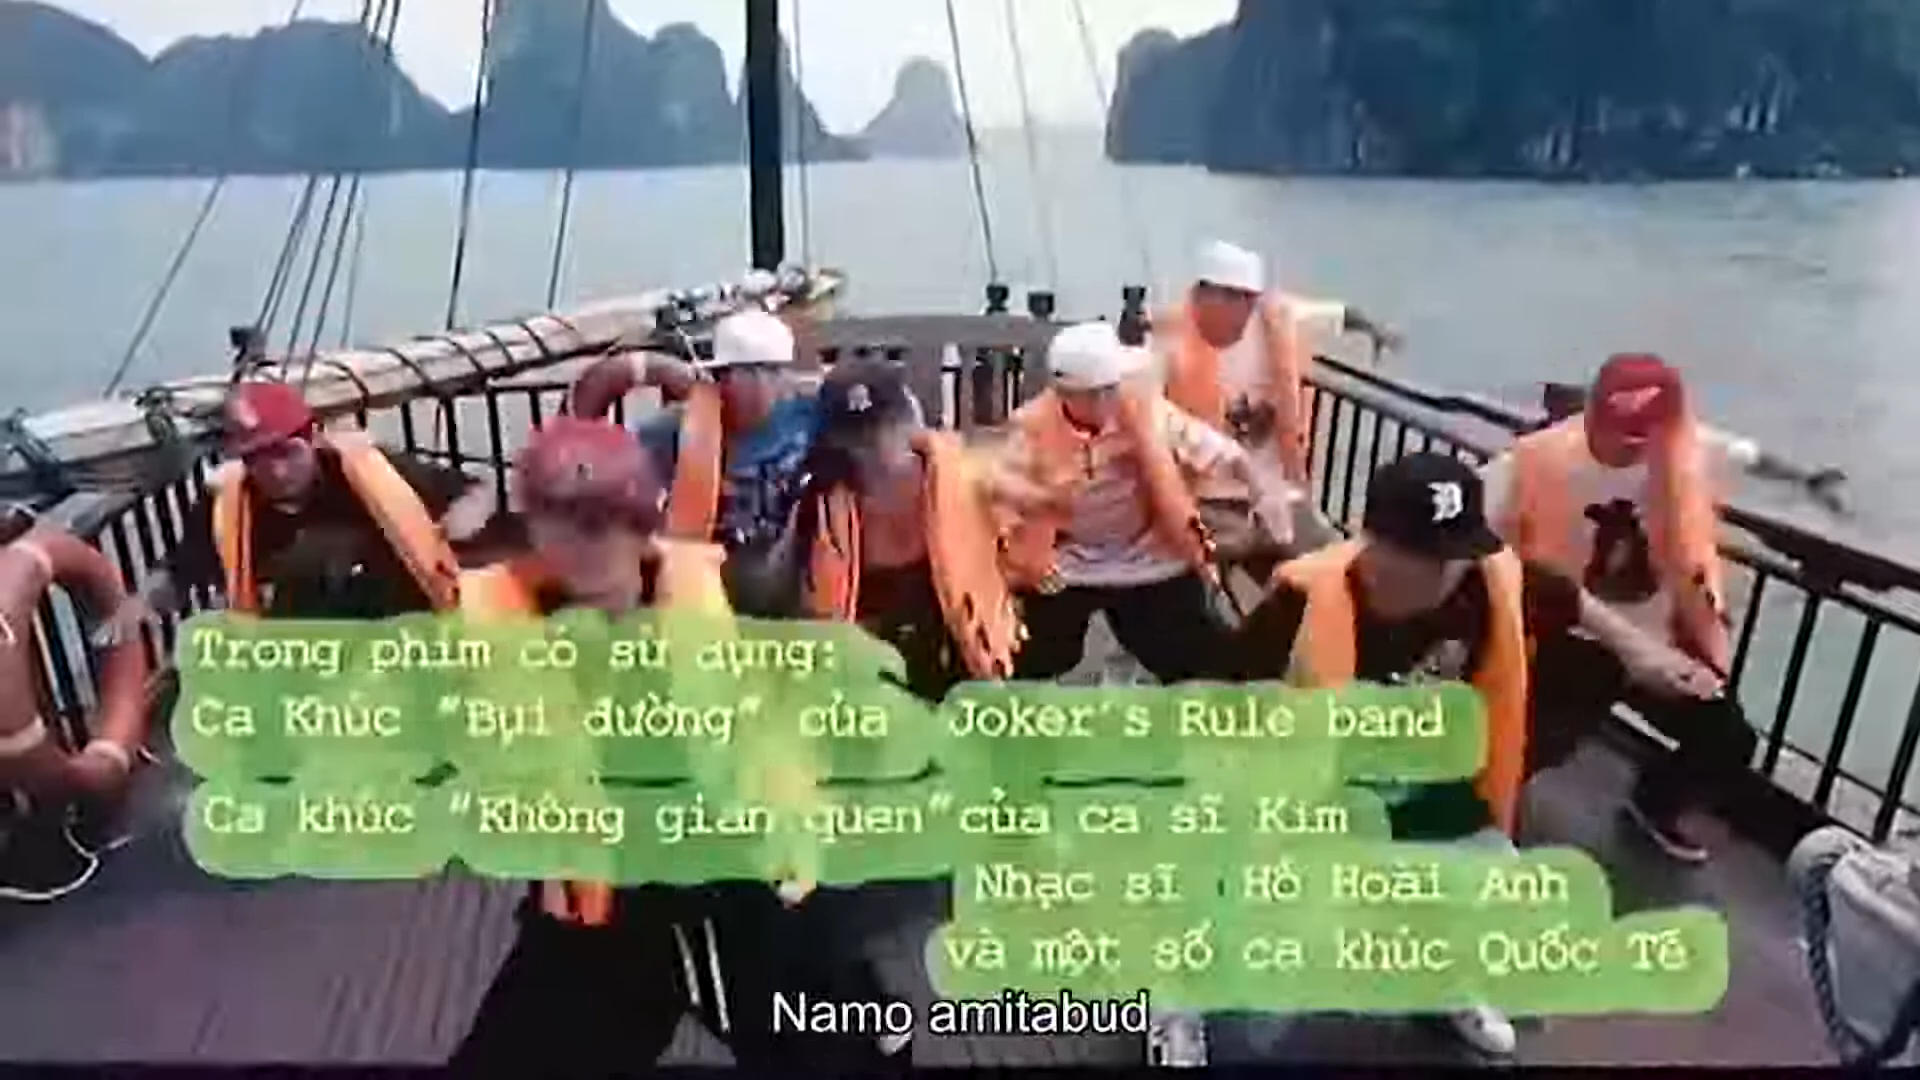 Trong phim có sử dụng:
Ca Khúc "Bụi đường" của Joker's Rule band
Ca khúc "Không gian quen" của ca sĩ Kim
Nhạc sĩ Hồ Hoài Anh
và một số ca khúc Quốc Tế
Namo amitabud